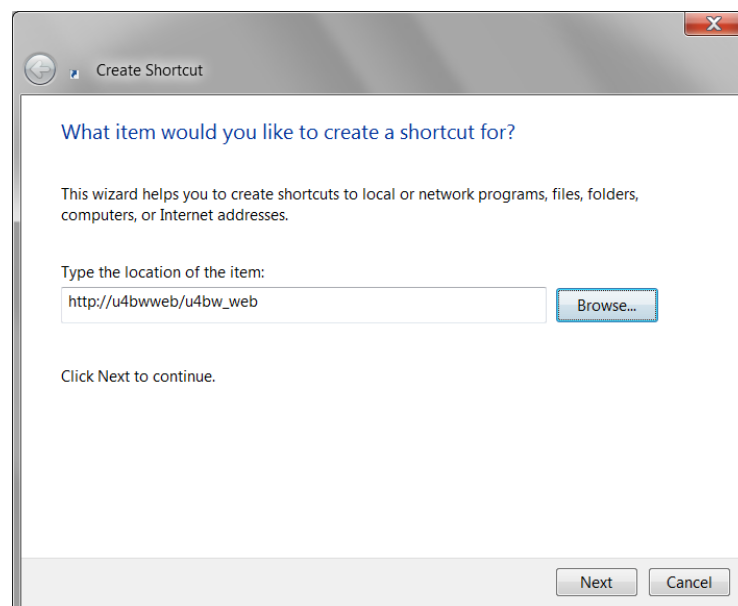 Create Shortcut
What item would you like to create a shortcut for?
This wizard helps you to create shortcuts to local or network programs, files, folders,
computers, or Internet addresses.
Type the location of the item:
http://u4bwweb/u4bw_web
Browse...
Click Next to continue.
Next
Cancel